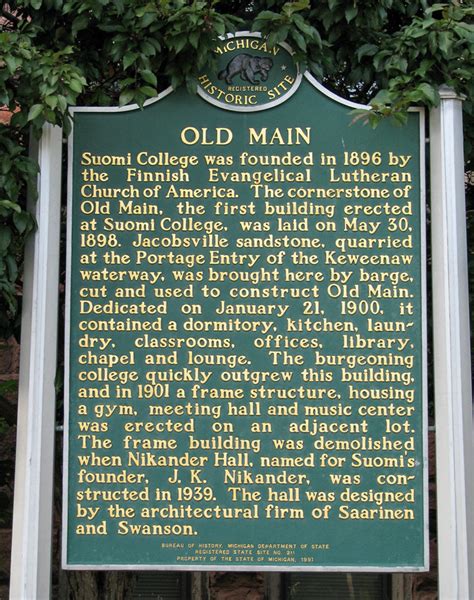 MICHIGAN
REGISTERED
HISTORIC SITE
OLD MAIN
Suomi College was founded in 1896 by
the Finnish Evangelical Lutheran
Church of America. The cornerstone of
Old Main, the first building erected
at Suomi College, was laid on May 30,
1898. Jacobsville sandstone, quarried
at the Portage Entry of the Keweenaw
waterway, was brought here by barge,
cut and used to construct Old Main.
Dedicated on January 21, 1900, it
contained a dormitory, kitchen, laun-
dry, classrooms, offices, library,
chapel and lounge. The burgeoning
college quickly outgrew this building,
and in 1901 a frame structure, housing
a gym, meeting hall and music center
was erected on an adjacent lot.
The frame building was demolished
when Nikander Hall, named for Suomi's
founder, J. K. Nikander, was con-
structed in 1939. The hall was designed
by the architectural firm of Saarinen
and Swanson.
BUREAU OF HISTORY, MICHIGAN DEPARTMENT OF STATE
REGISTERED STATE SITE NO. 211
PROPERTY OF THE STATE OF MICHIGAN, 1991